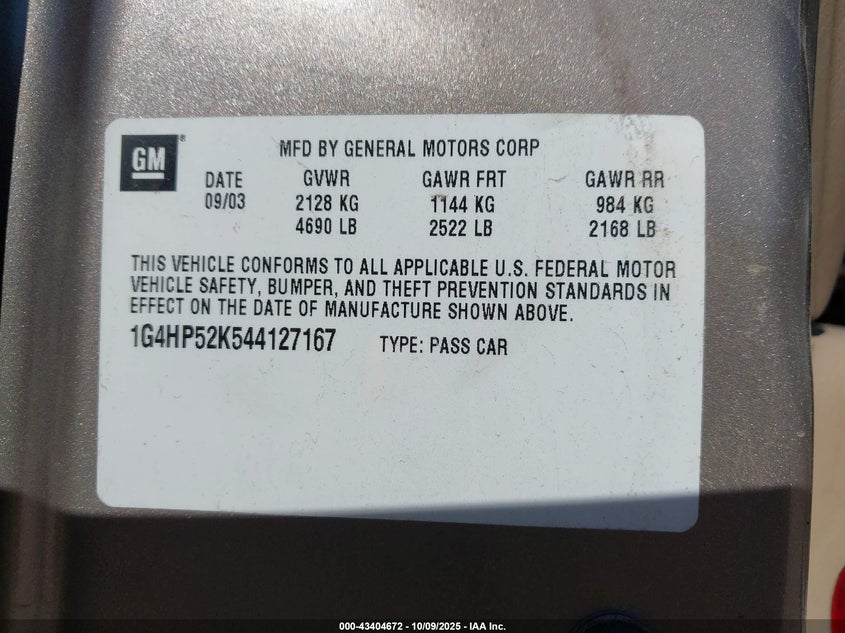 GM®
MFD BY GENERAL MOTORS CORP
DATE GVWR GAWR FRT GAWR RR
09/03 2128 KG 1144 KG 984 KG
4690 LB 2522 LB 2168 LB
THIS VEHICLE CONFORMS TO ALL APPLICABLE U.S. FEDERAL MOTOR
VEHICLE SAFETY, BUMPER, AND THEFT PREVENTION STANDARDS IN
EFFECT ON THE DATE OF MANUFACTURE SHOWN ABOVE.
1G4HP52K544127167 TYPE: PASS CAR
000-43404672 - 10/09/2025 - IAA Inc.